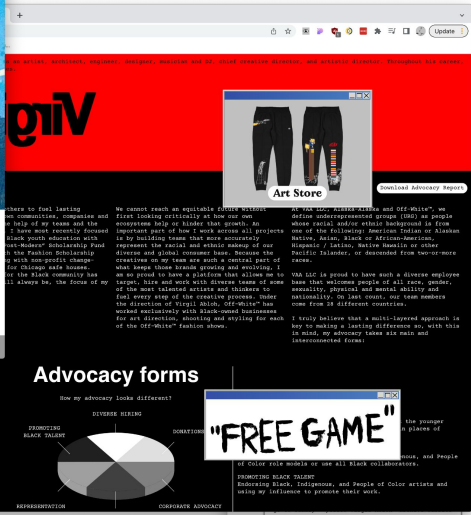 Update
was an artist, architect, engineer, designer, musician and DJ, chief creative director, and artistic director. Throughout his career,
Virgil
Art Store
Download Advocacy Report
others to fuel lasting
own communities, companies and
the help of my teams and the
I have most recently focused
Black youth education with
"Post-Modern" Scholarship Fund
with the Fashion Scholarship
ng with non-profit change-
for Chicago safe houses.
will always be, the focus of my
We cannot reach an equitable future without
first looking critically at how our own
ecosystems help or hinder that growth. An
important part of how I work across all projects
is by building teams that more accurately
represent the racial and ethnic makeup of our
diverse and global consumer base. Because the
creatives on my team are such a central part of
what keeps those brands growing and evolving, I
am so proud to have a platform that allows me to
target, hire and work with diverse teams of some
of the most talented artists and thinkers to
fuel every step of the creative process. Under
the direction of Virgil Abloh, Off-White™ has
worked exclusively with Black-owned businesses
for art direction, shooting and styling for each
of the Off-White™ fashion shows.
At VAA LLC, Alaska-Alaska and Off-White™, we
define underrepresented groups (URG) as people
whose racial and/or ethnic background is from
one of the following: American Indian or Alaskan
Native, Asian, Black or African-American,
Hispanic / Latino, Native Hawaiin or other
Pacific Islander, or descended from two-or-more
races.
VAA LLC is proud to have such a diverse employee
base that welcomes people of all race, gender,
sexuality, physical and mental ability and
nationality. On last count, our team members
come from 28 different countries.
I truly believe that a multi-layered approach is
key to making a lasting difference so, with this
in mind, my advocacy takes six main and
interconnected forms:
Advocacy forms
How my advocacy looks different?
DIVERSE HIRING
PROMOTING
BLACK TALENT
DONATIONS
REPRESENTATION
CORPORATE ADVOCACY
"FREE GAME"
the younger
in places of
nous, and People
of Color role models or use all Black collaborators.
PROMOTING BLACK TALENT
Endorsing Black, Indigenous, and People of Color artists and
using my influence to promote their work.